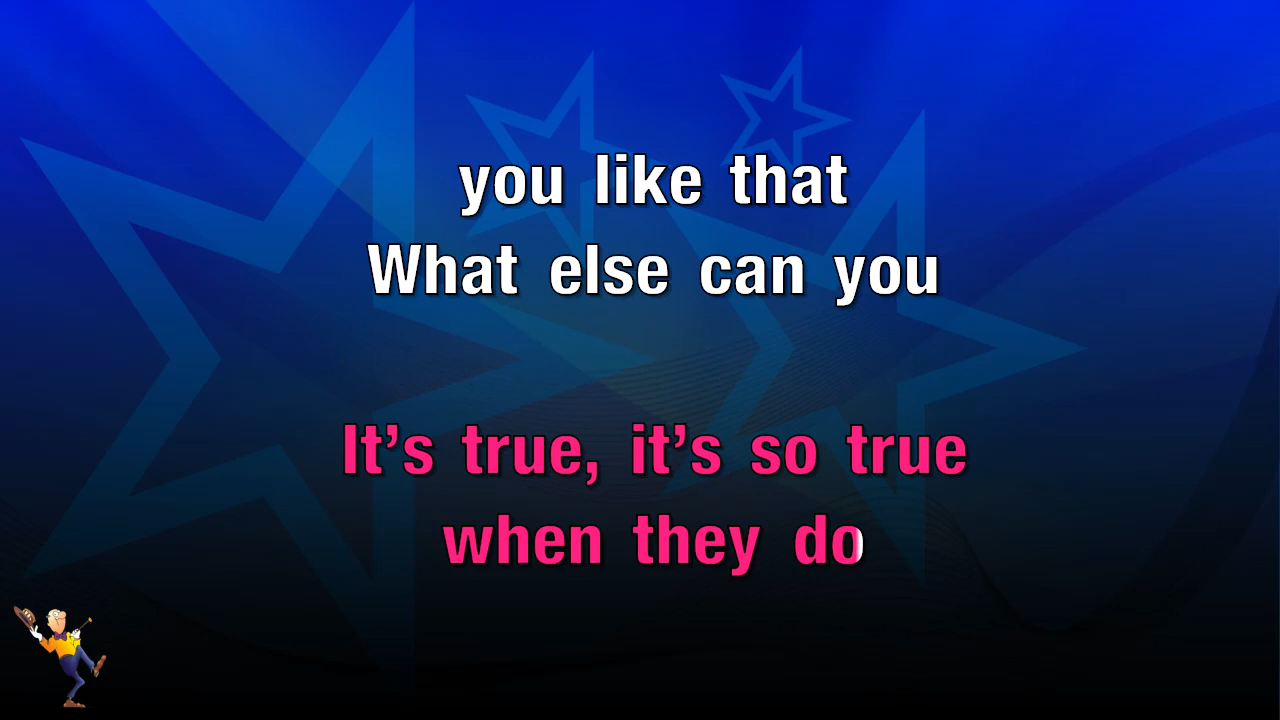 you like that
What else can you
It’s true, it’s so true
when they do